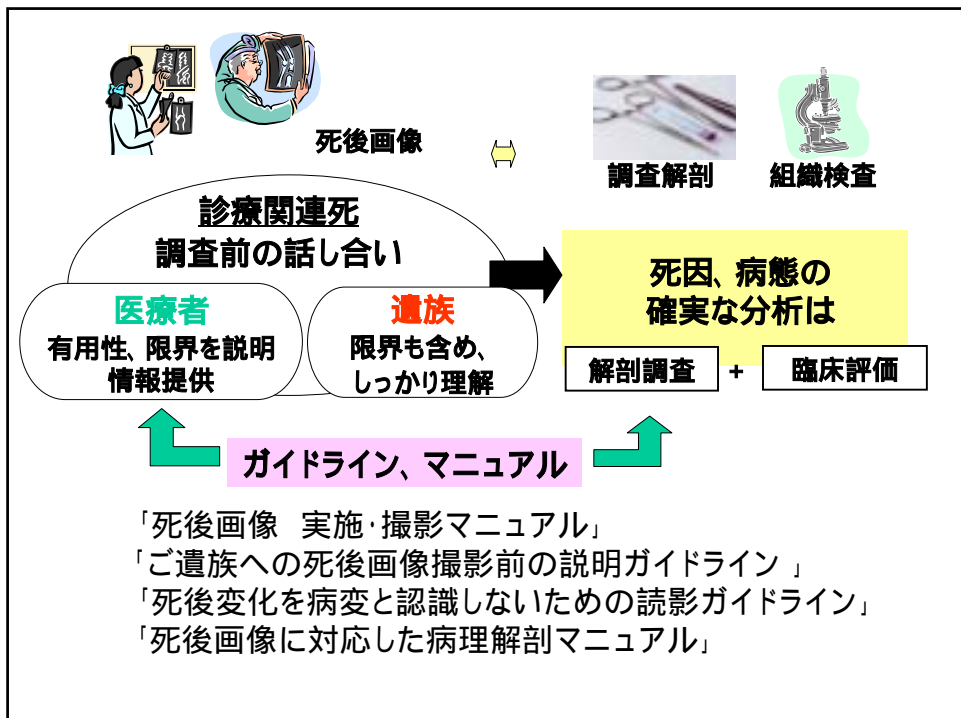 死後画像
調査解剖
組織検査
診療関連死
調査前の話し合い
医療者
有用性、限界を説明
情報提供
遺族
限界も含め、
しっかり理解
死因、病態の
確実な分析は
解剖調査 + 臨床評価
ガイドライン、マニュアル
「死後画像　実施・撮影マニュアル」
「ご遺族への死後画像撮影前の説明ガイドライン 」
「死後変化を病変と認識しないための読影ガイドライン」
「死後画像に対応した病理解剖マニュアル」